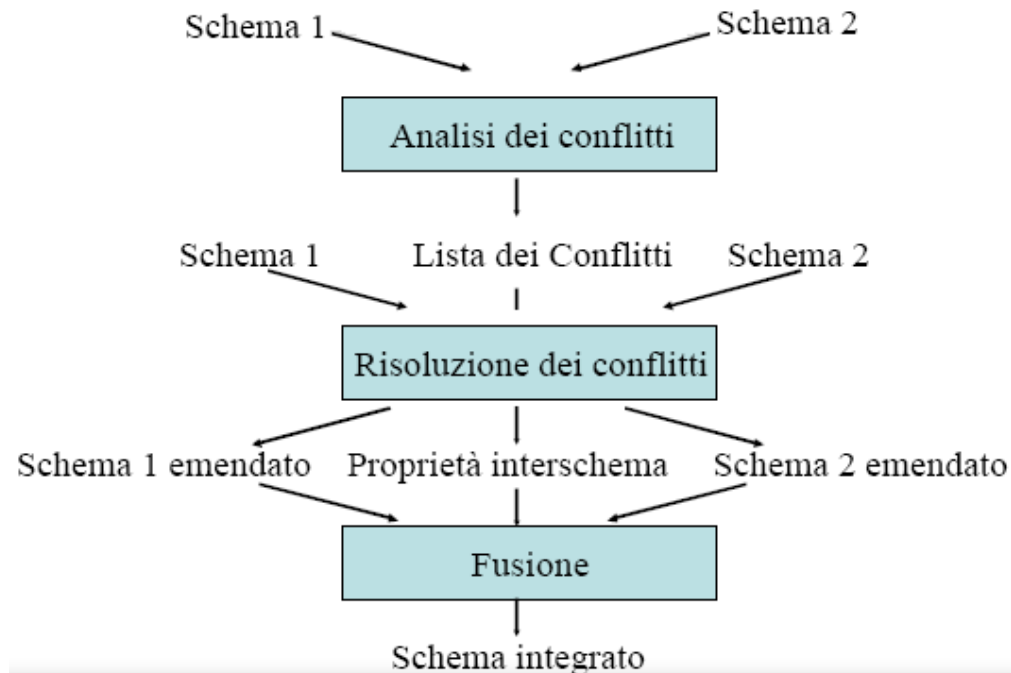 Schema 1
Schema 2
Analisi dei conflitti
Schema 1
Lista dei Conflitti
Schema 2
Risoluzione dei conflitti
Schema 1 emendato
Proprietà interschema
Schema 2 emendato
Fusione
Schema integrato